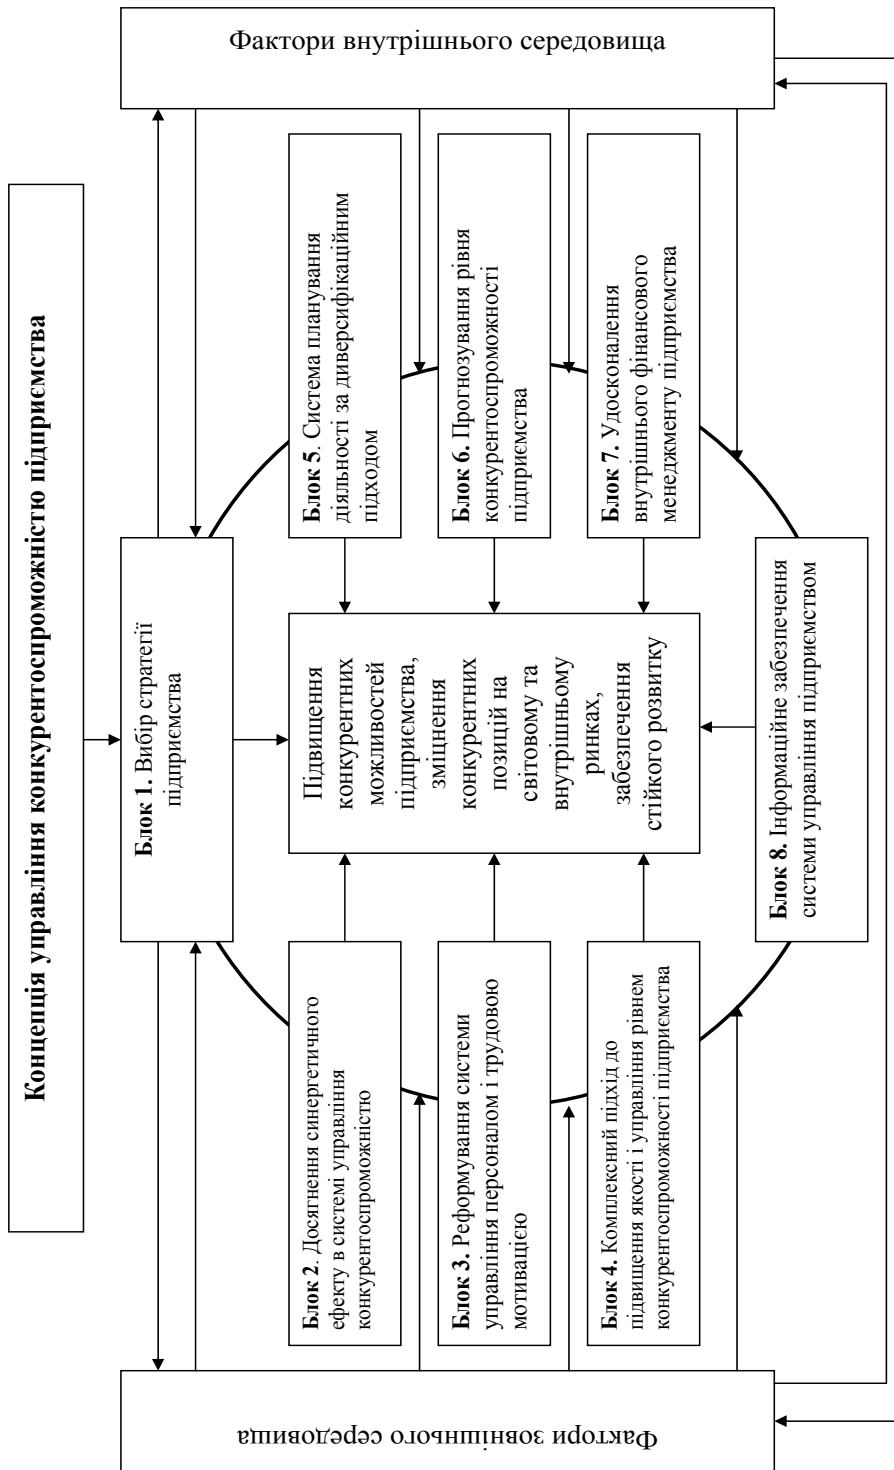 Концепція управління конкурентоспроможністю підприємства
Фактори зовнішнього середовища
Блок 1. Вибір стратегії
підприємства
Фактори внутрішнього середовища
Блок 2. Досягнення синергетичного
ефекту в системі управління
конкурентоспроможністю
Блок 3. Реформування системи
управління персоналом і трудовою
мотивацією
Блок 4. Комплексний підхід до
підвищення якості і управління рівнем
конкурентоспроможності підприємства
Підвищення
конкурентних
можливостей
підприємства,
зміцнення
конкурентних
позицій на
світовому та
внутрішньому
ринках,
забезпечення
стійкого розвитку
Блок 5. Система планування
діяльності за диверсифікаційним
підходом
Блок 6. Прогнозування рівня
конкурентоспроможності
підприємства
Блок 7. Удосконалення
внутрішнього фінансового
менеджменту підприємства
Блок 8. Інформаційне забезпечення
системи управління підприємством